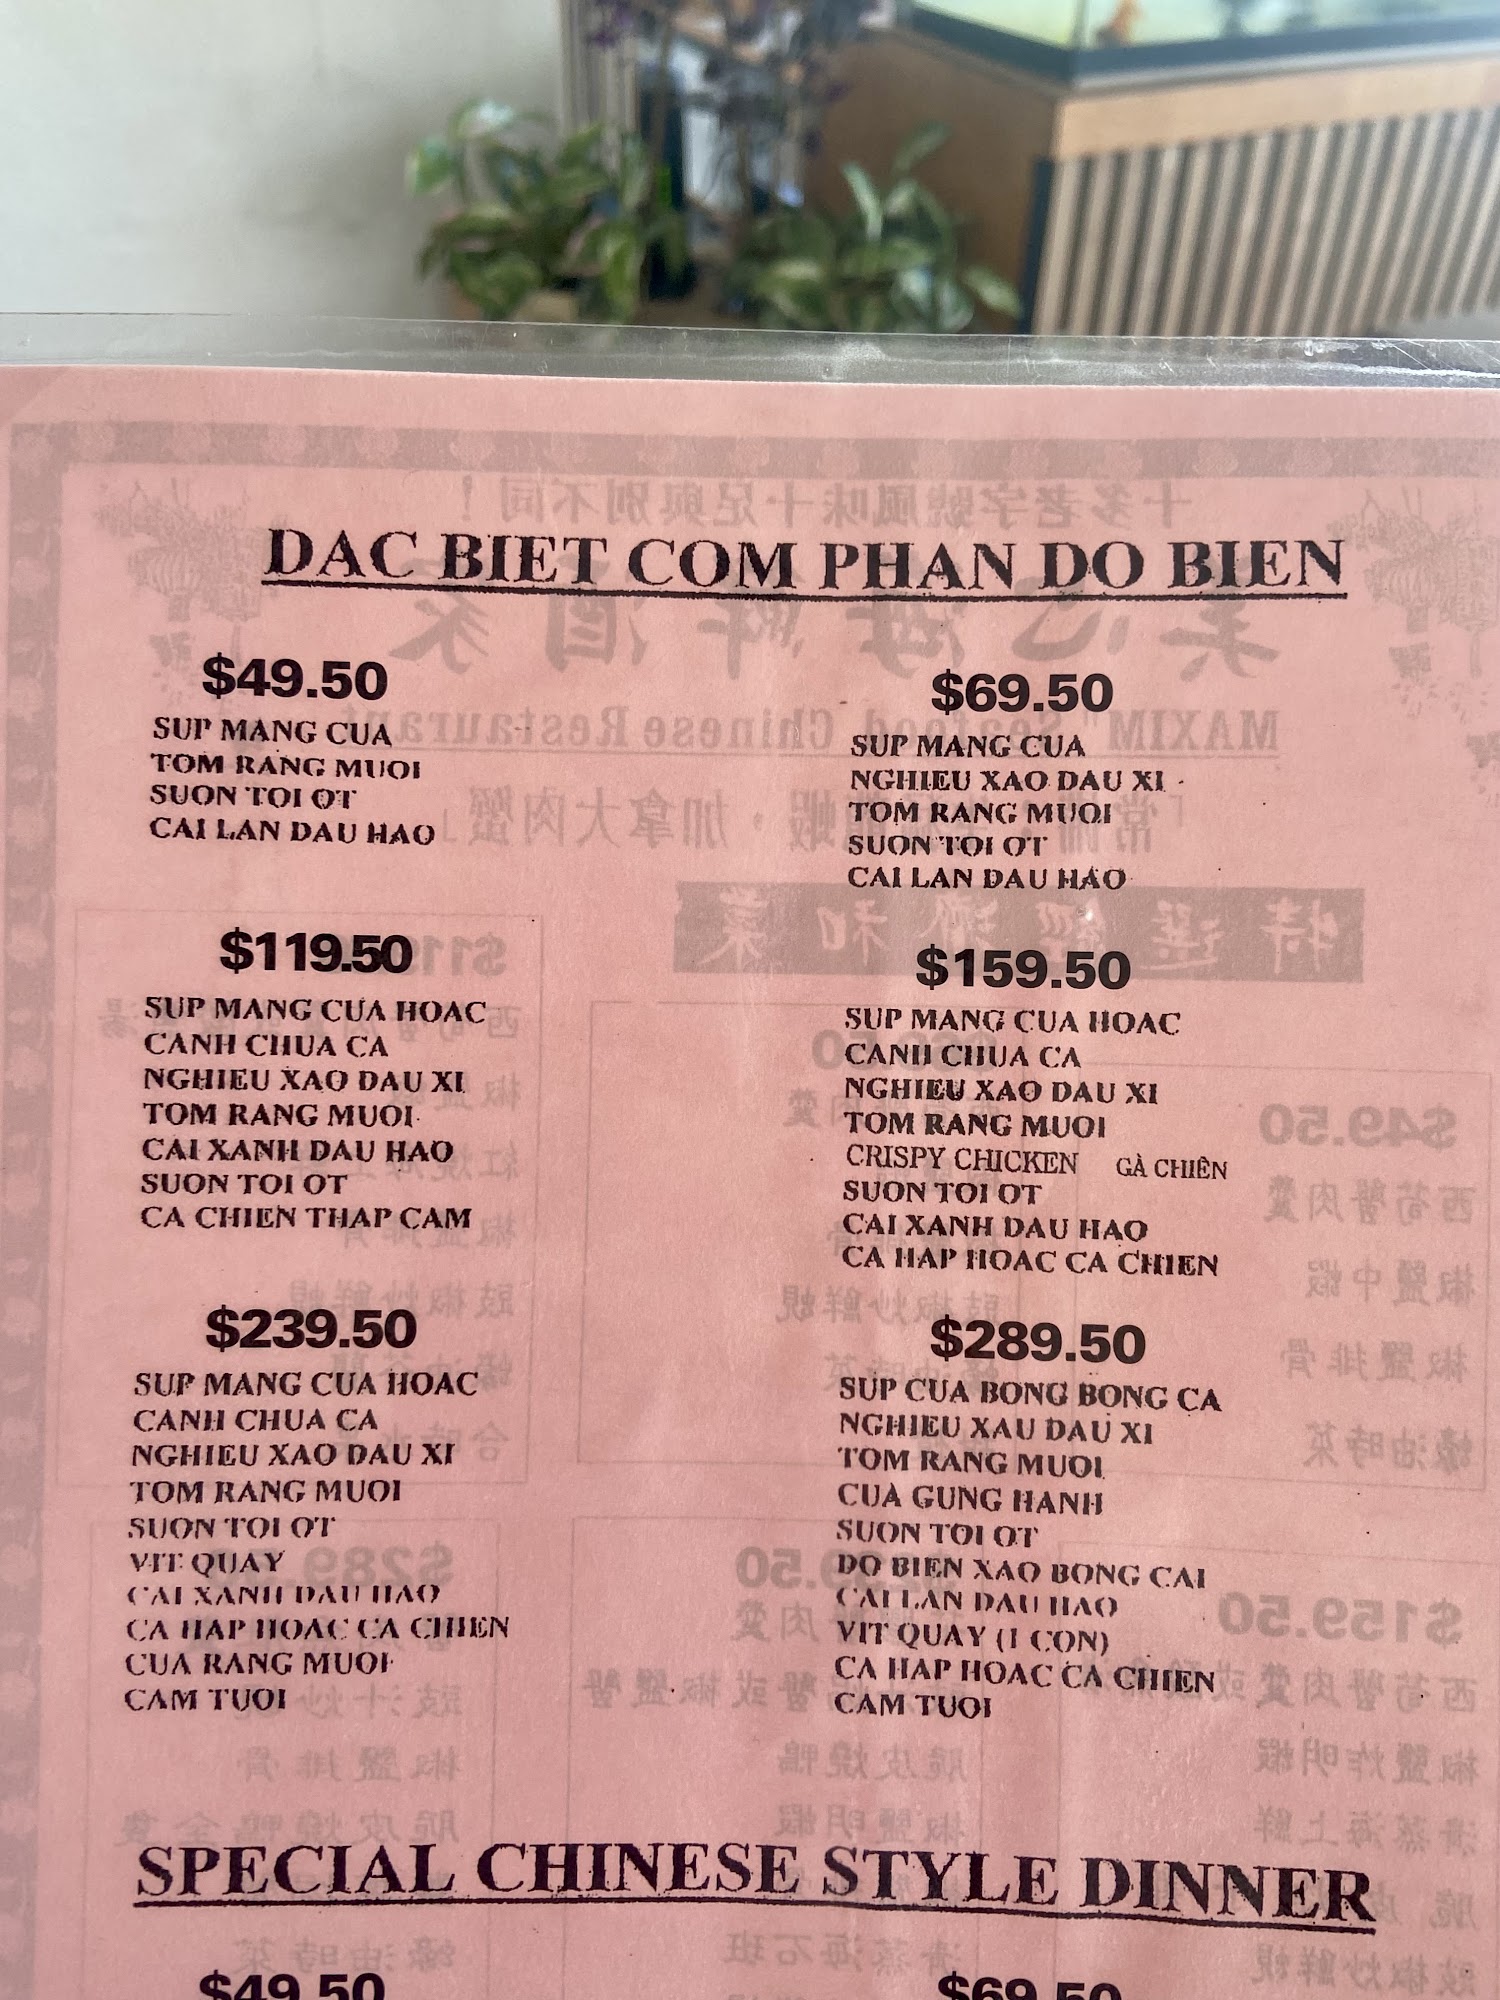 DAC BIET COM PHAN DO BIEN
$49.50
SUP MANG CUA
TOM RANG MUOI
SUON TOI OT
CAI LAN DAU HAO
$69.50
SUP MANG CUA
NGHIEU XAO DAU XI
TOM RANG MUOI
SUON TOI OT
CAI LAN DAU HAO
$119.50
SUP MANG CUA HOAC
CANH CHUA CA
NGHIEU XAO DAU XI
TOM RANG MUOI
CAI XANH DAU HAO
SUON TOI OT
CA CHIEN THAP CAM
$159.50
SUP MANG CUA HOAC
CANH CHUA CA
NGHIEU XAO DAU XI
TOM RANG MUOI
CRISPY CHICKEN GÀ CHIÊN
SUON TOI OT
CAI XANH DAU HAO
CA HAP HOAC CA CHIEN
$239.50
SUP MANG CUA HOAC
CANH CHUA CA
NGHIEU XAO DAU XI
TOM RANG MUOI
SUON TOI OT
VIT QUAY
CAI XANH DAU HAO
CA HAP HOAC CA CHIEN
CUA RANG MUOI
CAM TUOI
$289.50
SUP CUA BONG BONG CA
NGHIEU XAU DAU XI
TOM RANG MUOI
CUA GUNG HANH
SUON TOI OT
DO BIEN XAO BONG CAI
CAI LAN DAU HAO
VIT QUAY (1 CON)
CA HAP HOAC CA CHIEN
CAM TUOI
SPECIAL CHINESE STYLE DINNER
$49.50
$69.50